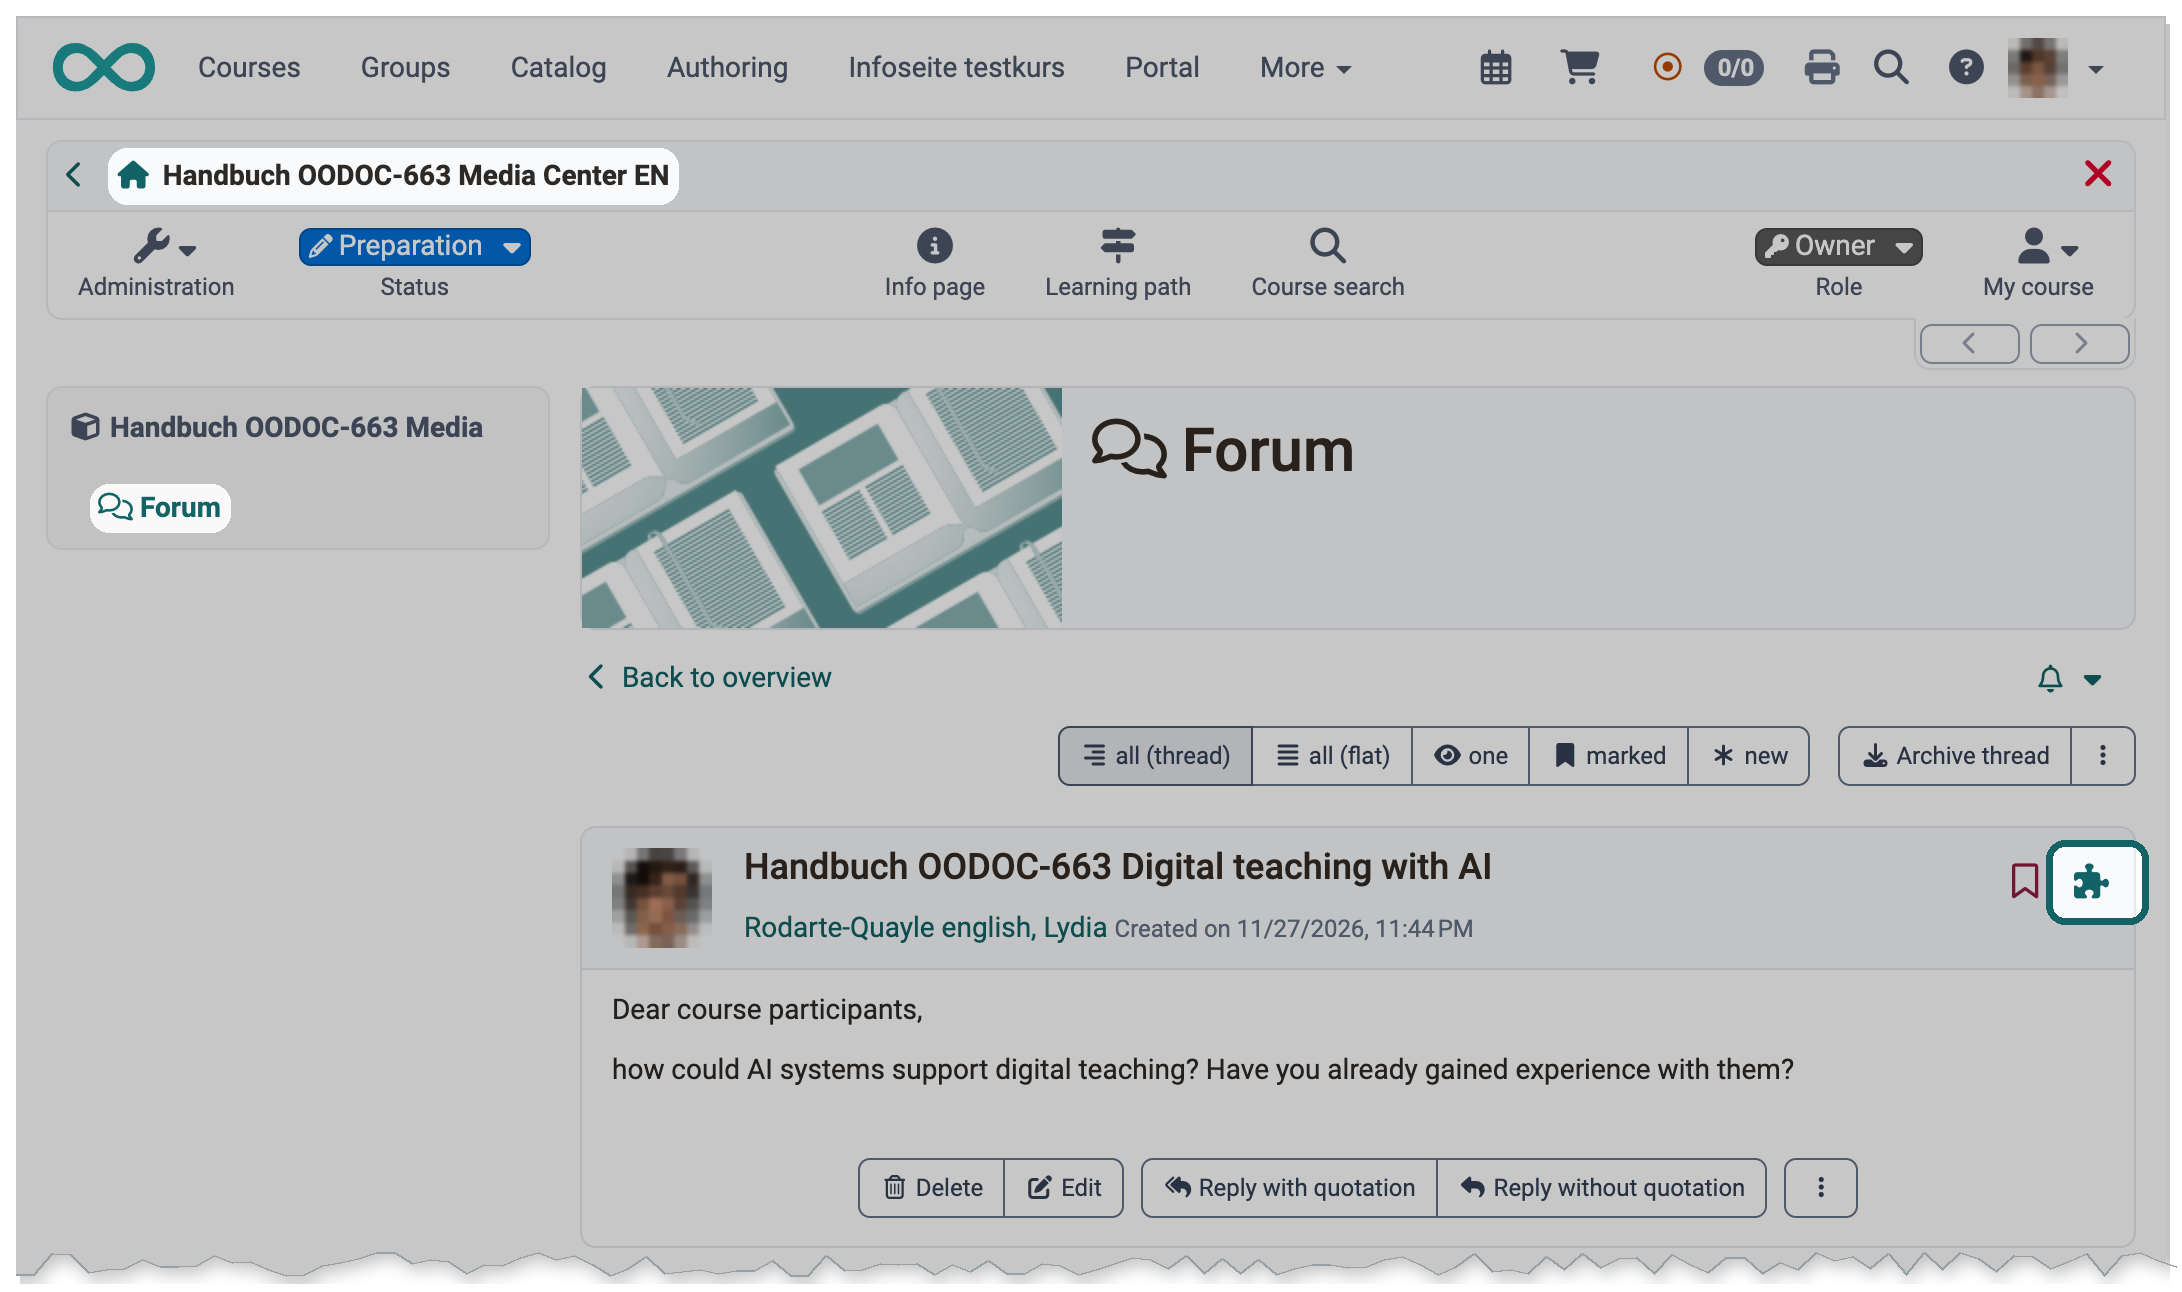 Courses Groups Catalog Authoring Infoseite testkurs Portal More 0/0 ?
Handbuch OODOC-663 Media Center EN
Preparation Owner
Administration Status Info page Learning path Course search Role My course
Handbuch OODOC-663 Media
Forum
Forum
Back to overview
all (thread) all (flat) one marked new Archive thread
Handbuch OODOC-663 Digital teaching with AI
Rodarte-Quayle english, Lydia Created on 11/27/2026, 11:44 PM
Dear course participants,
how could AI systems support digital teaching? Have you already gained experience with them?
Delete Edit Reply with quotation Reply without quotation